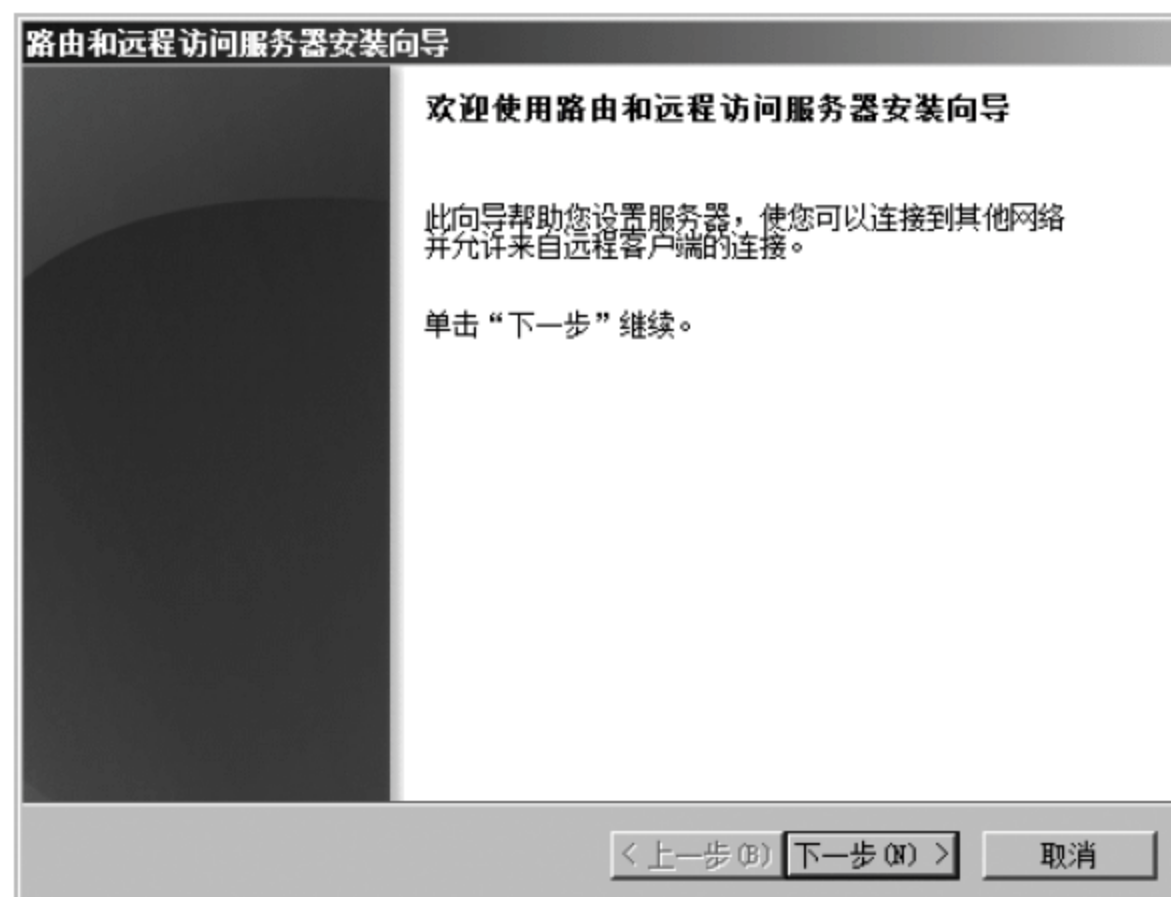 路由和远程访问服务器安装向导
欢迎使用路由和远程访问服务器安装向导
此向导帮助您设置服务器，使您可以连接到其他网络
并允许来自远程客户端的连接。
单击“下一步”继续。
< 上一步(B) 下一步(N) > 取消